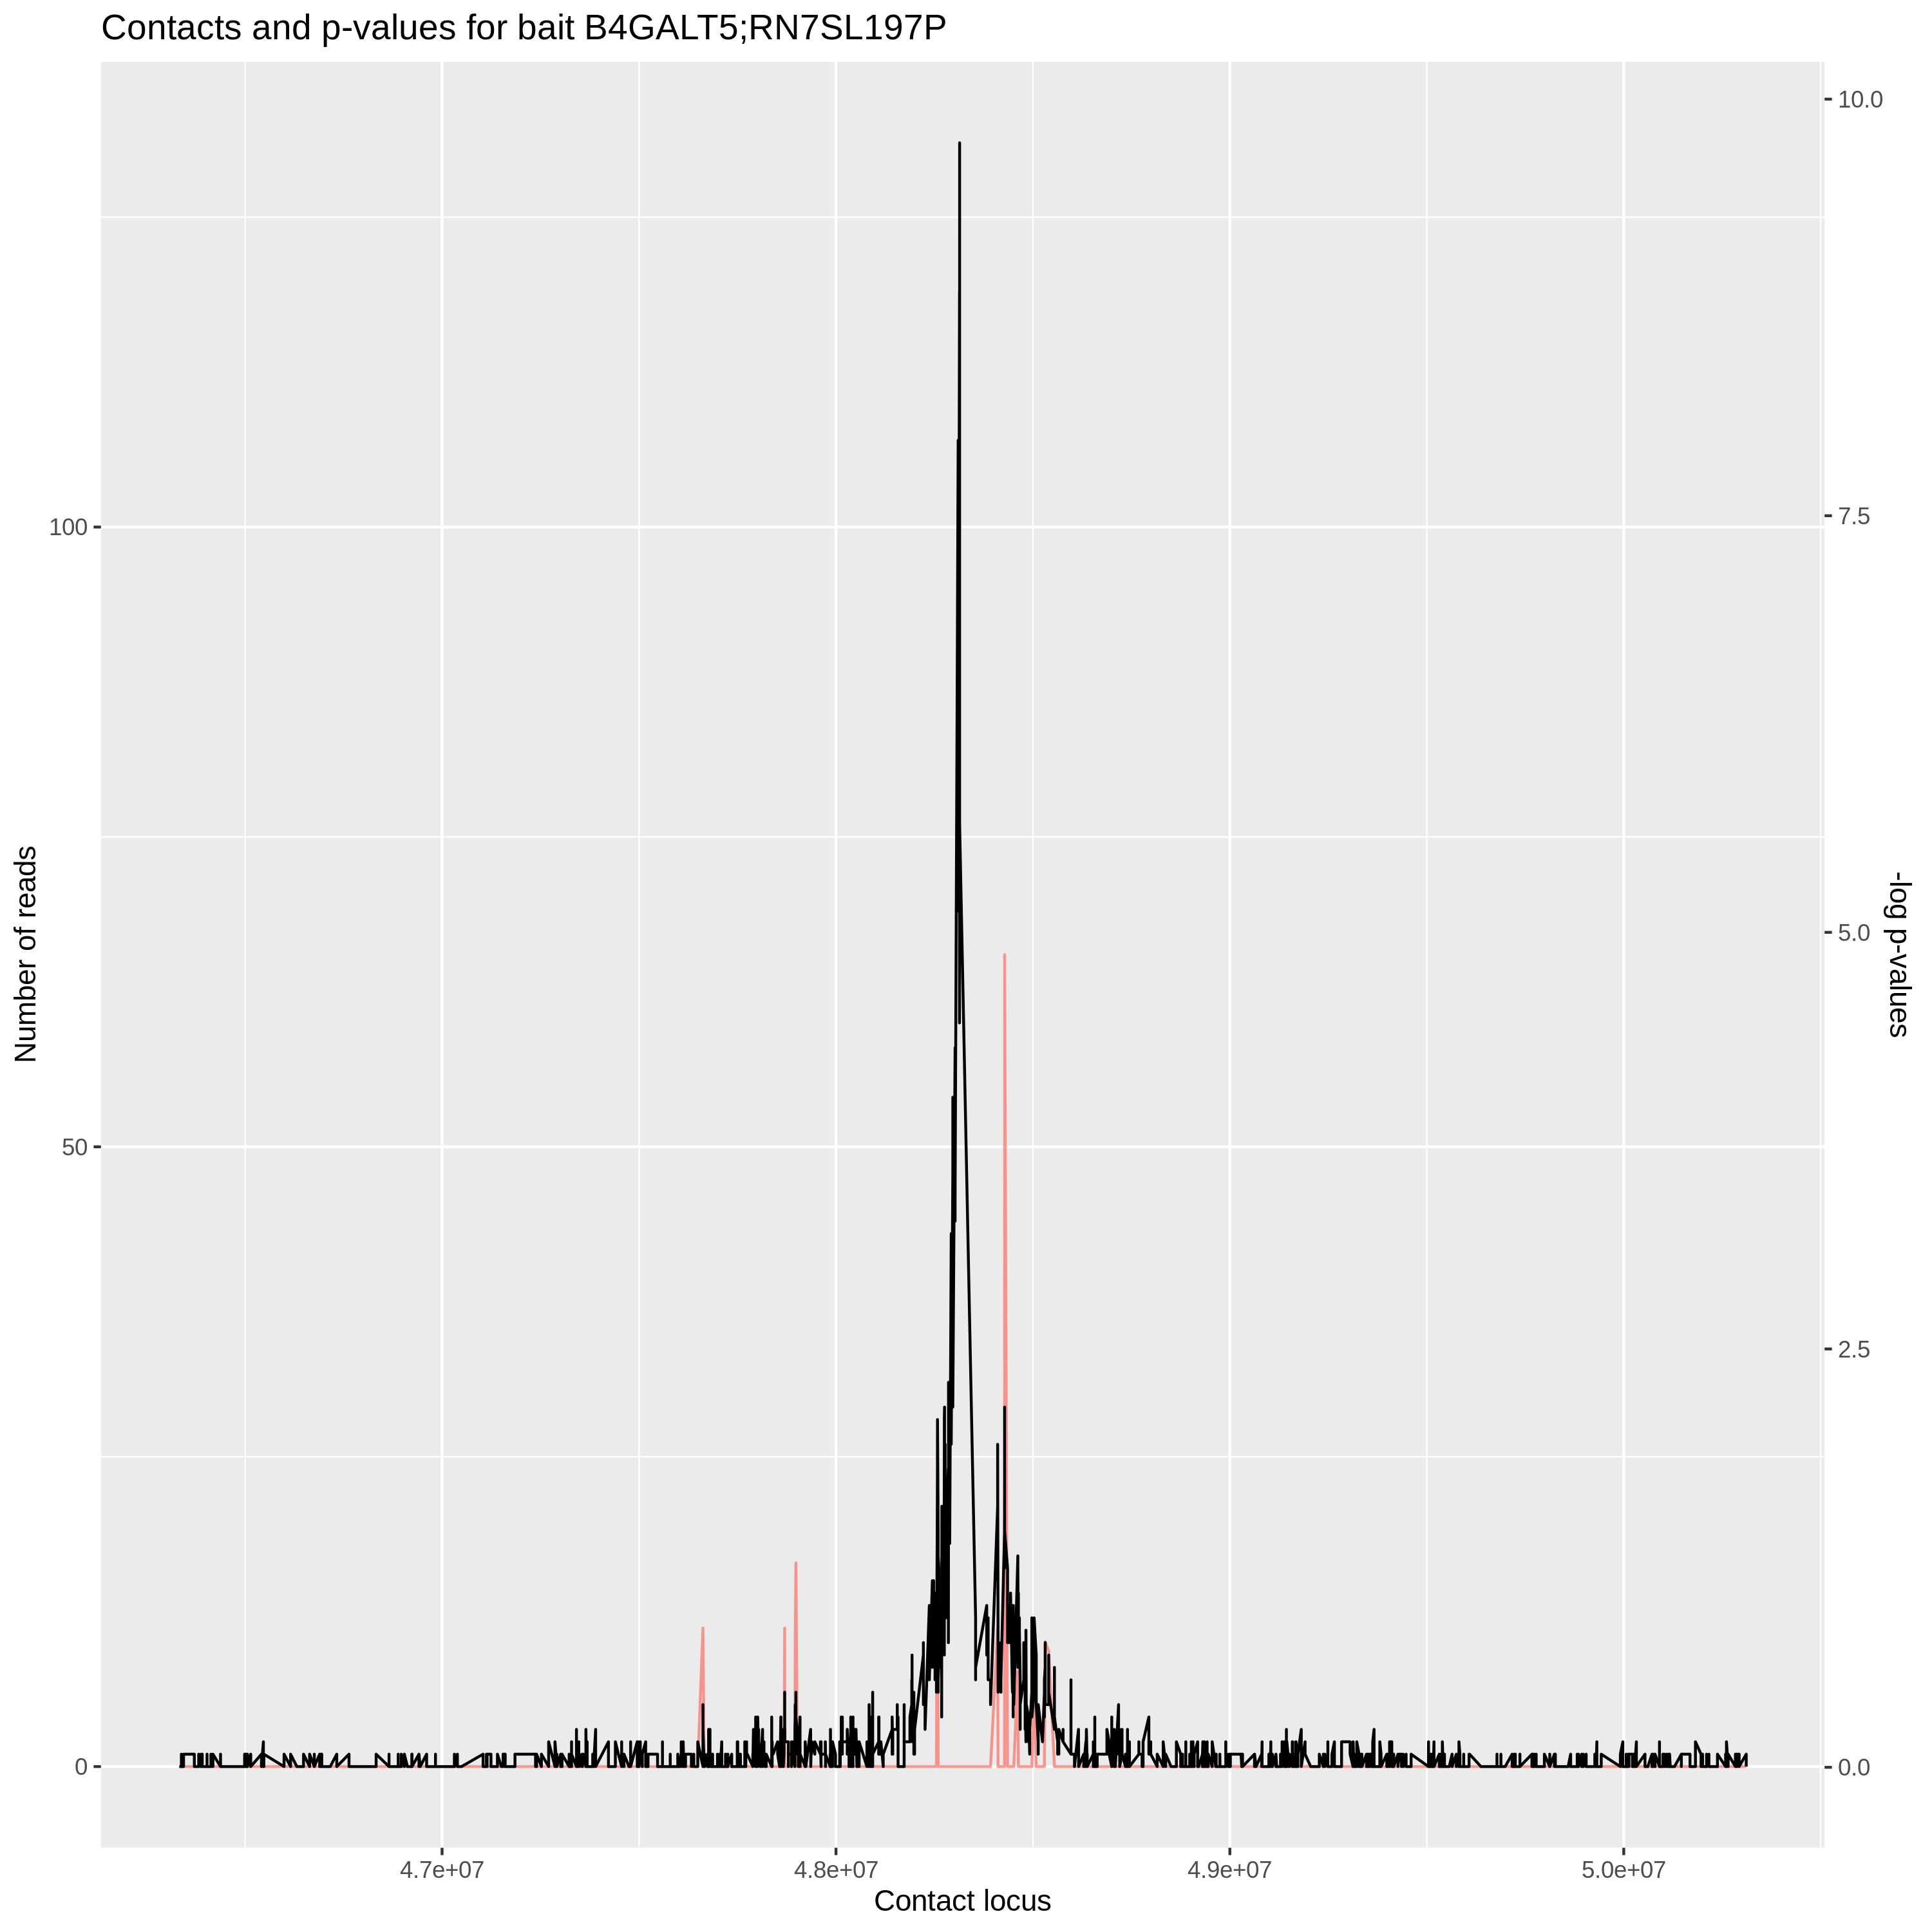 Contacts and p-values for bait B4GALT5;RN7SL197P
Number of reads
100
50
0
10.0
7.5
5.0
2.5
0.0
-log p-values
4.7e+07
4.8e+07
4.9e+07
5.0e+07
Contact locus